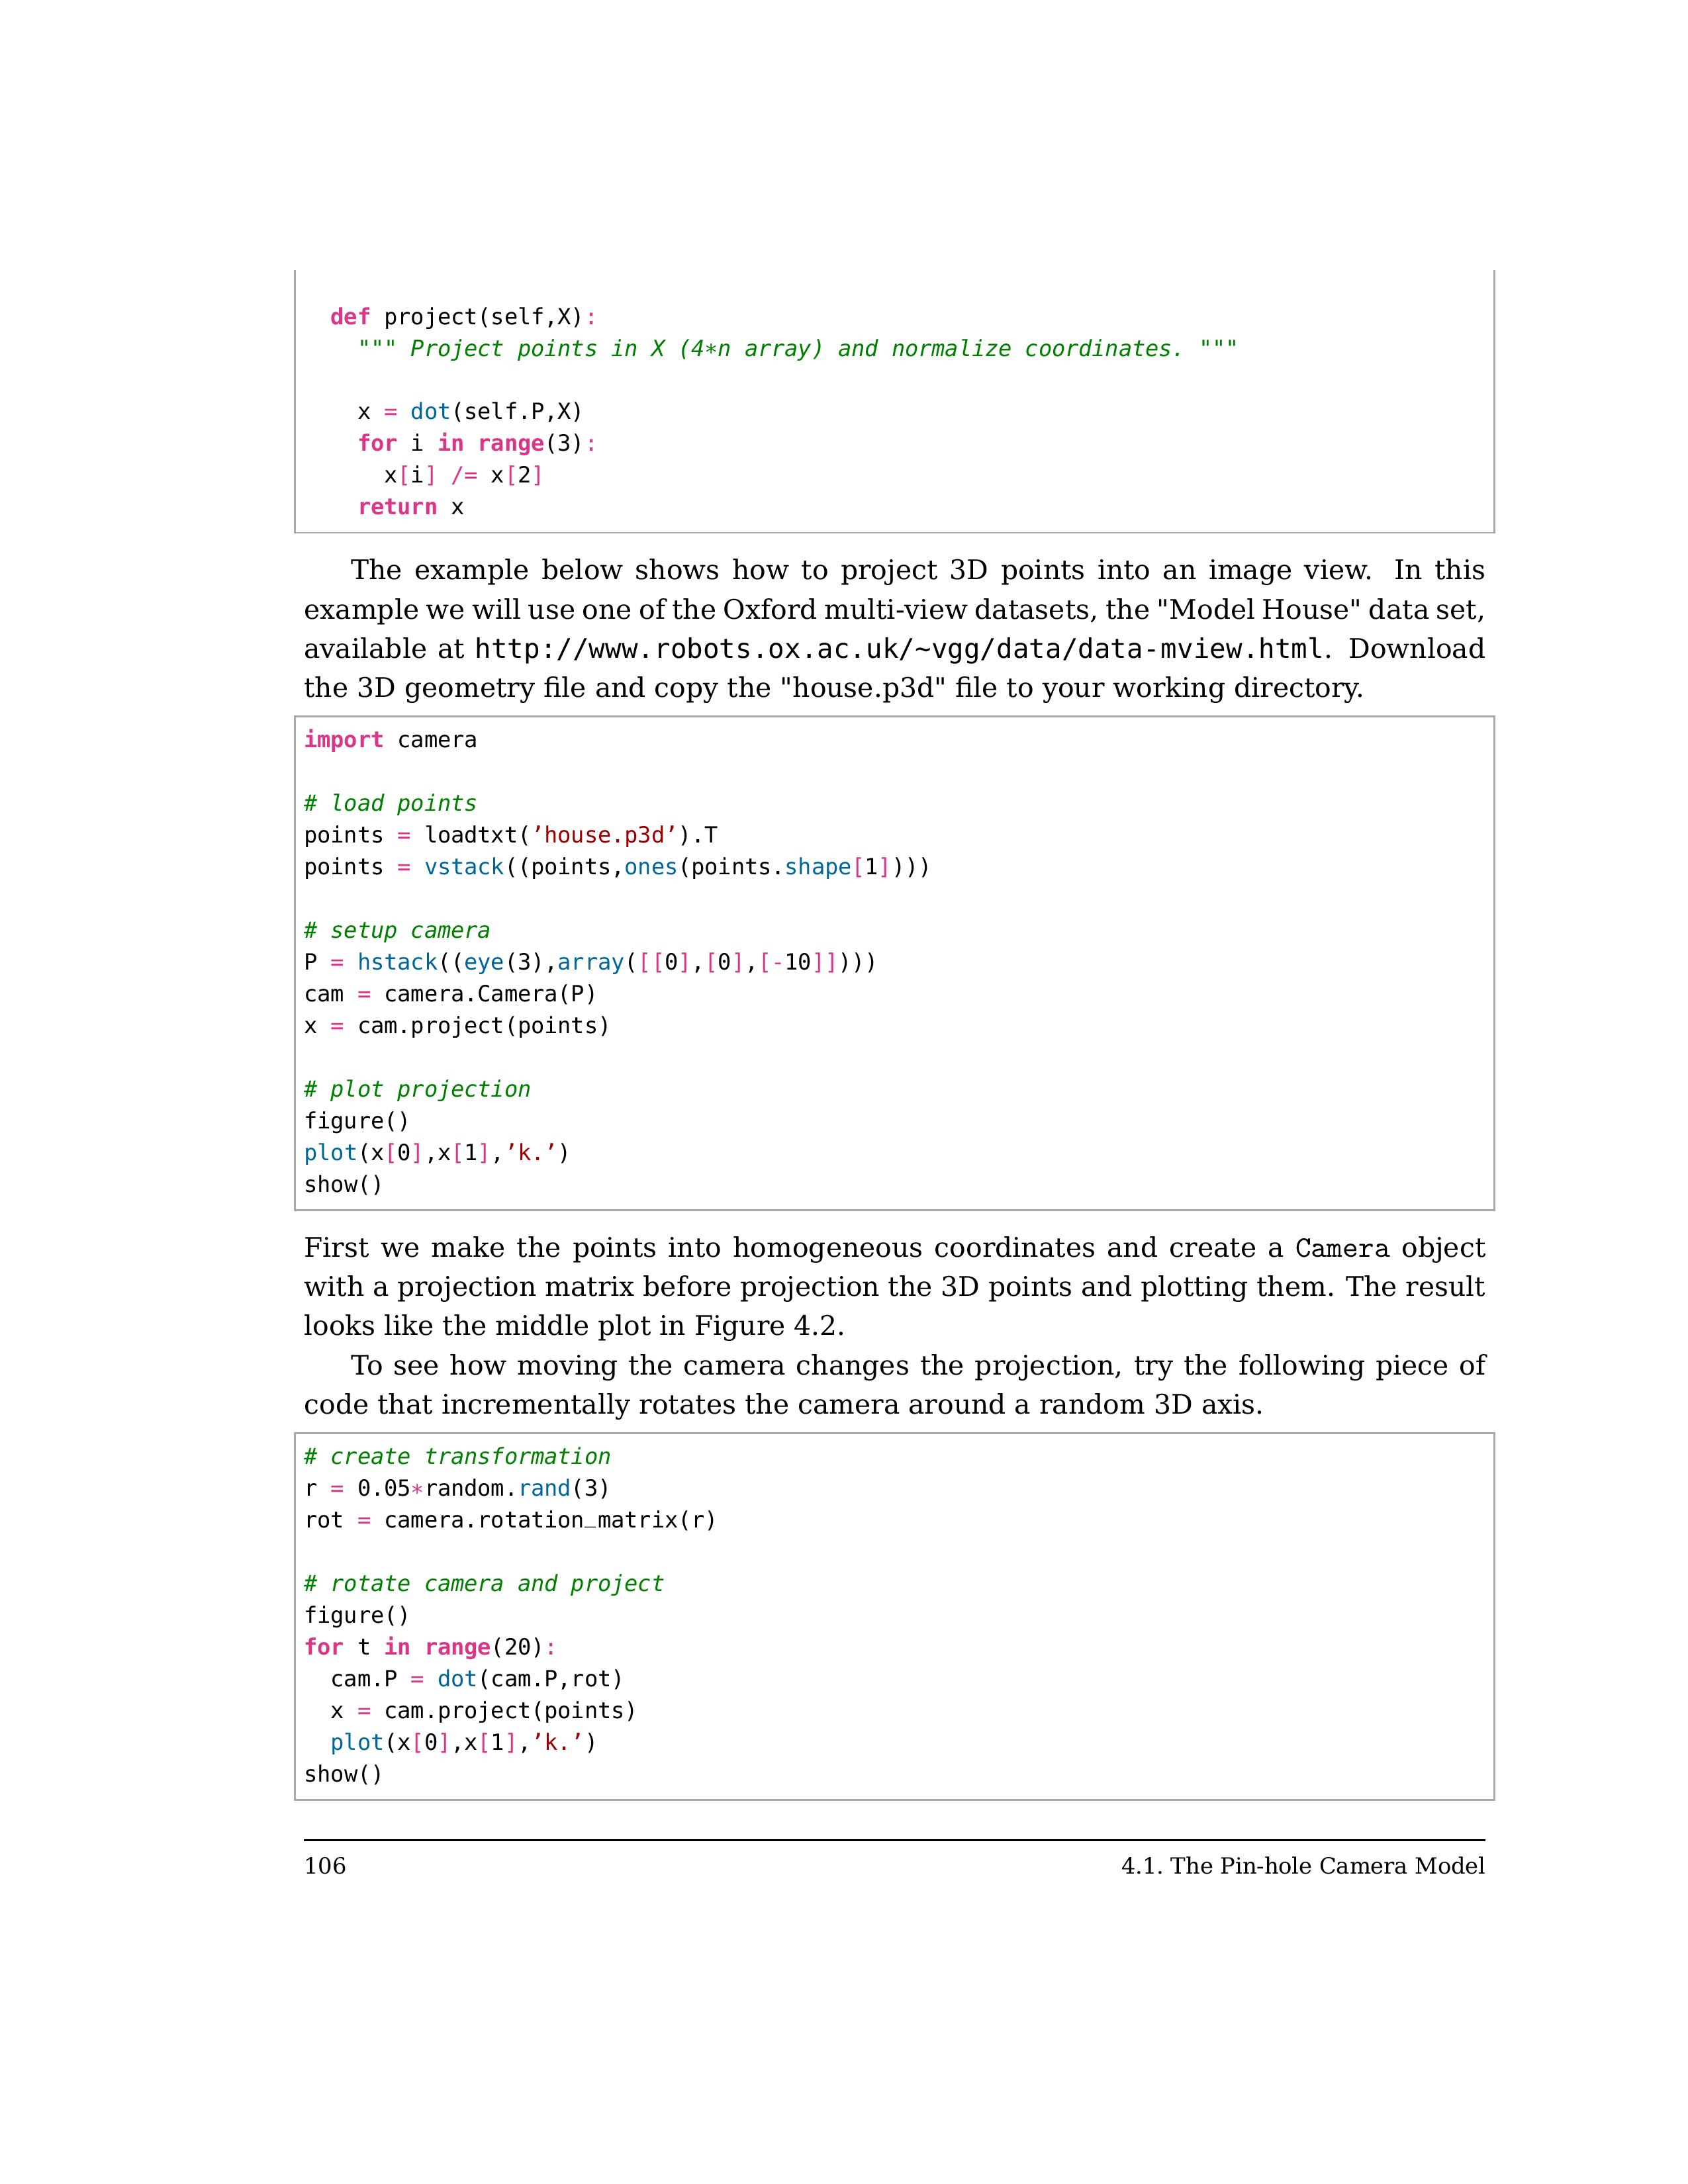 def project(self,X):
""" Project points in X (4*n array) and normalize coordinates. """
x = dot(self.P,X)
for i in range(3):
x[i] /= x[2]
return x
The example below shows how to project 3D points into an image view. In this
example we will use one of the Oxford multi-view datasets, the "Model House" data set,
available at http://www.robots.ox.ac.uk/~vgg/data/data-mview.html. Download
the 3D geometry file and copy the "house.p3d" file to your working directory.
import camera
# load points
points = loadtxt(’house.p3d’).T
points = vstack((points,ones(points.shape[1])))
# setup camera
P = hstack((eye(3),array([[0],[0],[-10]])))
cam = camera.Camera(P)
x = cam.project(points)
# plot projection
figure()
plot(x[0],x[1],’k.’)
show()
First we make the points into homogeneous coordinates and create a Camera object
with a projection matrix before projection the 3D points and plotting them. The result
looks like the middle plot in Figure 4.2.
To see how moving the camera changes the projection, try the following piece of
code that incrementally rotates the camera around a random 3D axis.
# create transformation
r = 0.05*random.rand(3)
rot = camera.rotation_matrix(r)
# rotate camera and project
figure()
for t in range(20):
cam.P = dot(cam.P,rot)
x = cam.project(points)
plot(x[0],x[1],’k.’)
show()
106 4.1. The Pin-hole Camera Model